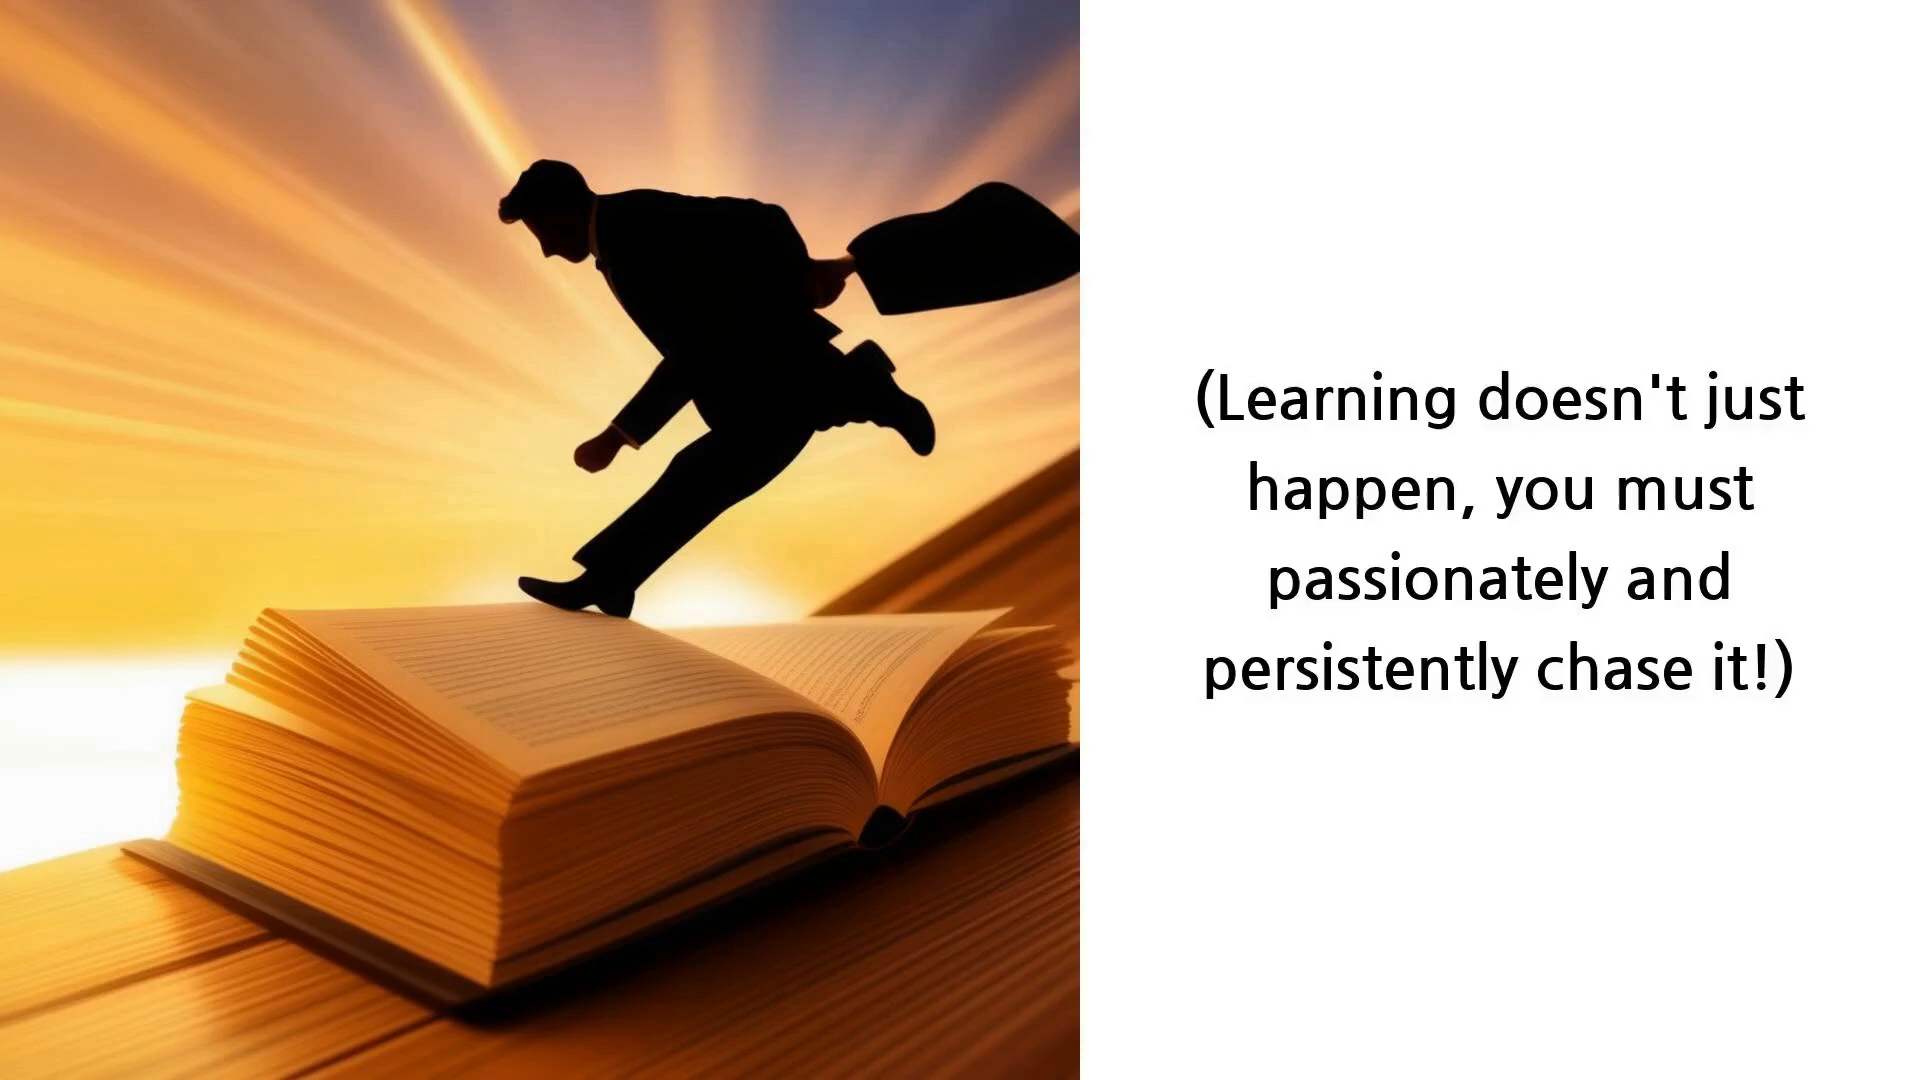 (Learning doesn't just
happen, you must
passionately and
persistently chase it!)